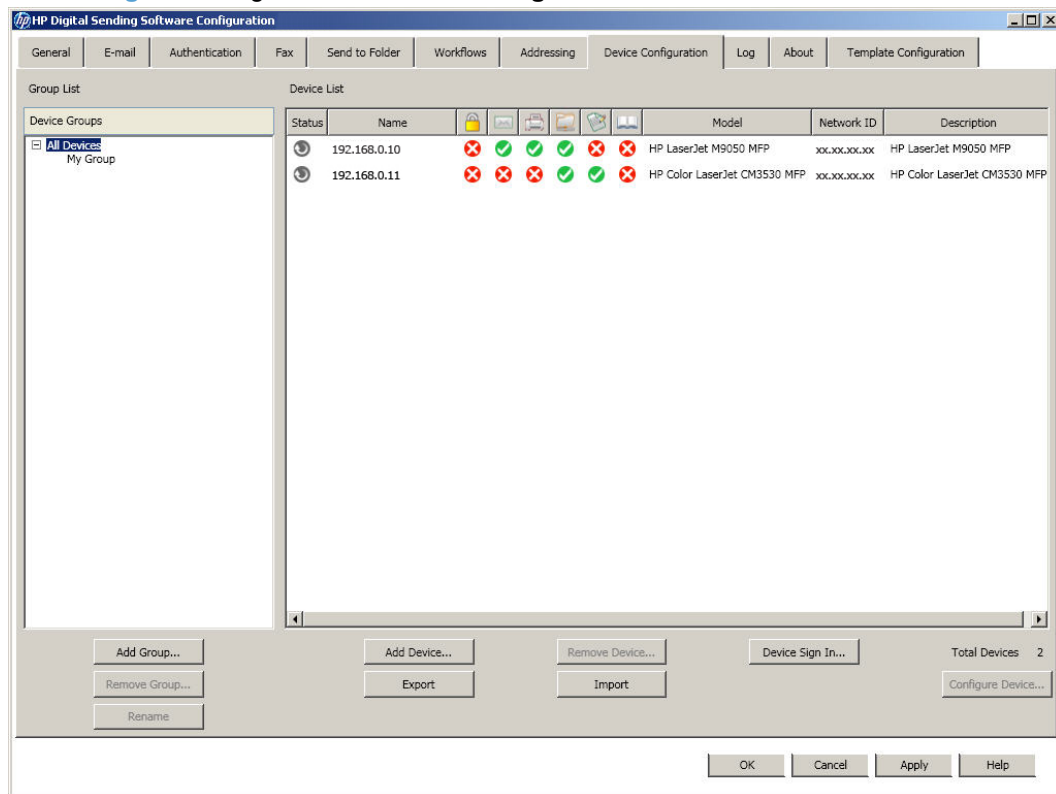 HP Digital Sending Software Configuration
General E-mail Authentication Fax Send to Folder Workflows Addressing Device Configuration Log About Template Configuration
Group List Device List
Device Groups Status Name Model Network ID Description
All Devices 192.168.0.10 HP LaserJet M9050 MFP xx.xx.xx.xx HP LaserJet M9050 MFP
My Group 192.168.0.11 HP Color LaserJet CM3530 MFP xx.xx.xx.xx HP Color LaserJet CM3530 MFP
Add Group... Add Device... Remove Device... Device Sign In... Total Devices 2
Remove Group... Export Import Configure Device...
Rename
OK Cancel Apply Help